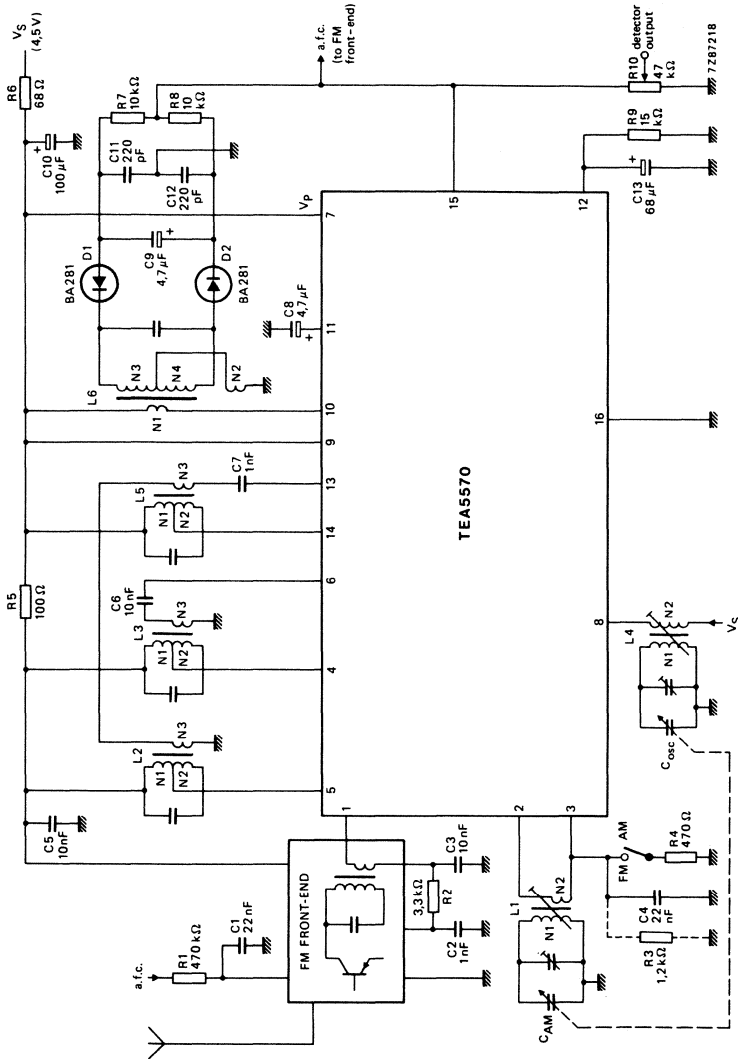 VS
(4,5V)
R6
68Ω
+
C10
100μF
R7
10kΩ
R8
10
kΩ
C11
220
pF
C12
220
pF
a.f.c.
(to FM
front-end)
D1
BA281
D2
BA281
C9
4,7μF
+
L6
N3
N4
N2
N1
C8
4,7μF
+
R10
47
kΩ
detector
output
R9
15
kΩ
C13
68μF
+
7Z87218
R5
100Ω
C7
1nF
L5
N1
N2
N3
C6
10nF
L3
N1
N2
N3
L2
N1
N2
N3
C5
10nF
VP
7
11
10
9
13
14
6
4
5
15
12
16
8
1
2
3
TEA5570
a.f.c.
R1
470kΩ
C1
22nF
FM FRONT-END
3,3kΩ
R2
C3
10nF
C2
1nF
L1
N1
N2
CAM
FM
AM
R4
470Ω
C4
22
nF
R3
1,2kΩ
L4
N1
N2
Cosc
VS